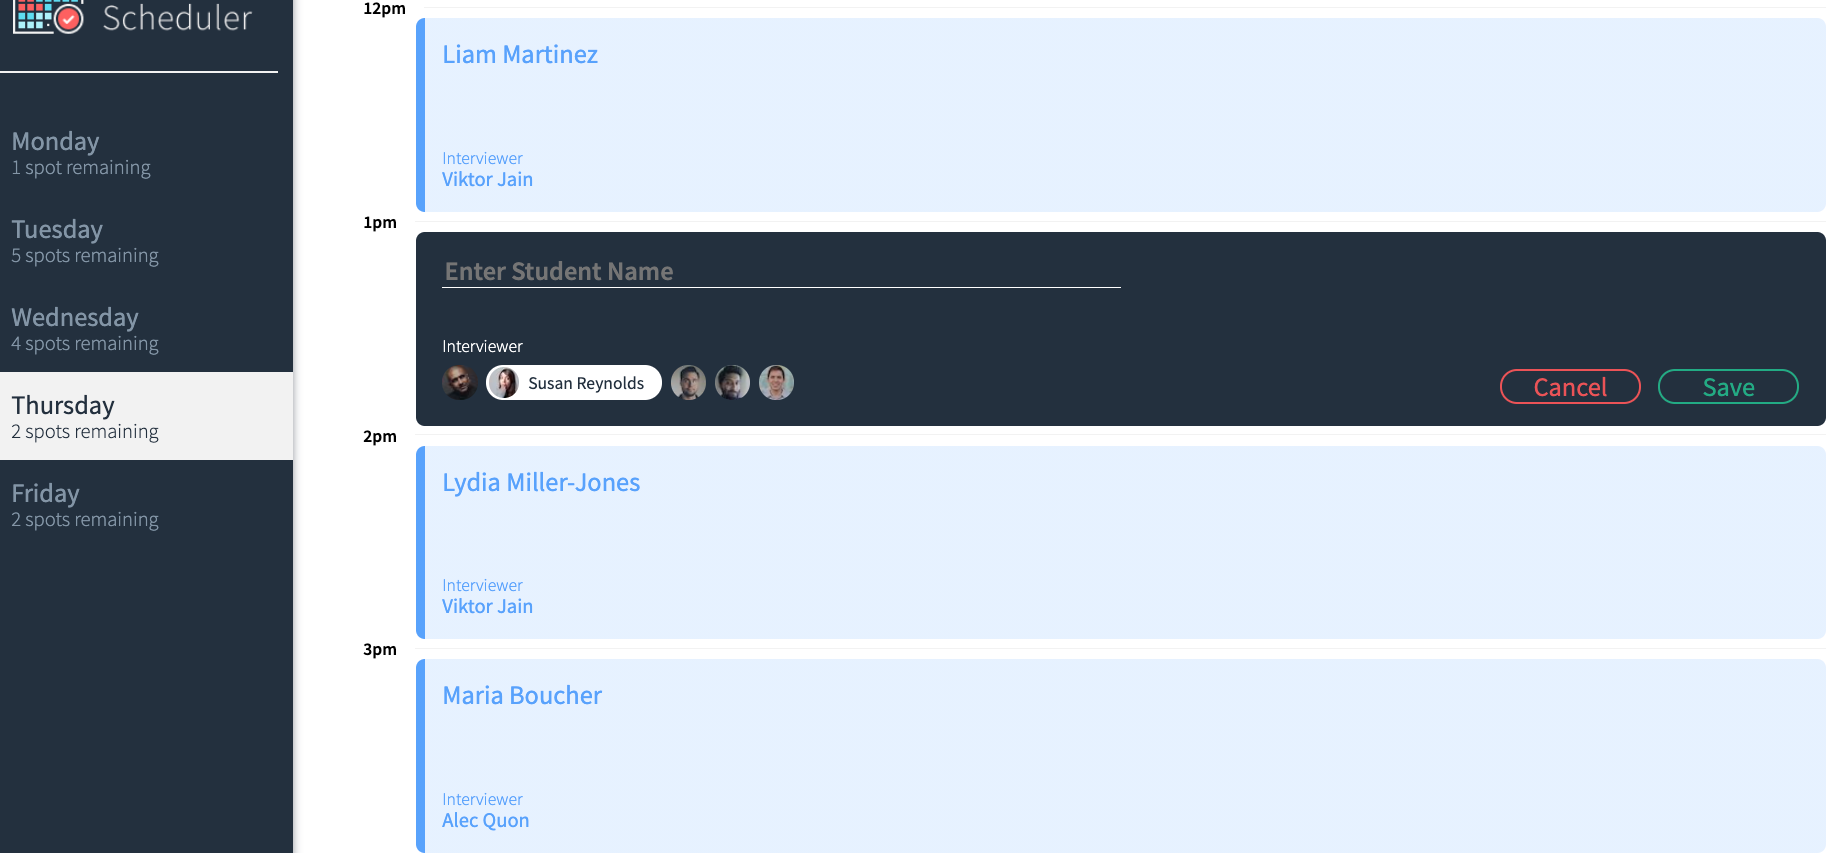 Scheduler
Monday
1 spot remaining
Tuesday
5 spots remaining
Wednesday
4 spots remaining
Thursday
2 spots remaining
Friday
2 spots remaining
12pm
Liam Martinez
Interviewer
Viktor Jain
1pm
Enter Student Name
Interviewer
Susan Reynolds
Cancel
Save
2pm
Lydia Miller-Jones
Interviewer
Viktor Jain
3pm
Maria Boucher
Interviewer
Alec Quon